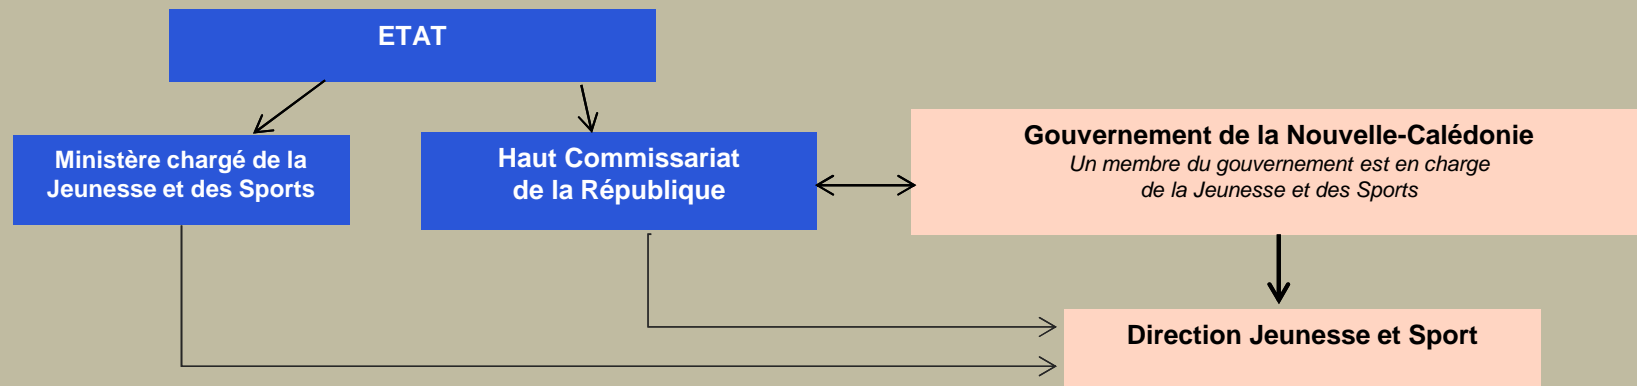 ETAT
Ministère chargé de la
Jeunesse et des Sports
Haut Commissariat
de la République
Gouvernement de la Nouvelle-Calédonie
Un membre du gouvernement est en charge
de la Jeunesse et des Sports
Direction Jeunesse et Sport